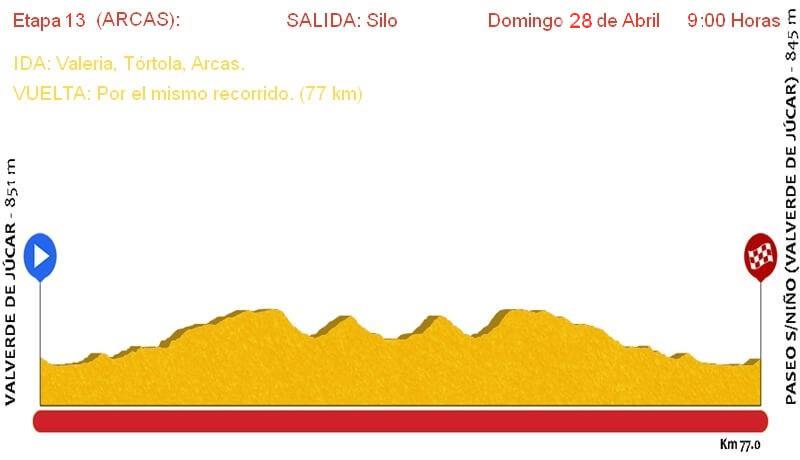 Etapa 13 (ARCAS): SALIDA: Silo Domingo 28 de Abril 9:00 Horas
IDA: Valeria, Tórtola, Arcas.
VUELTA: Por el mismo recorrido. (77 km)
VALVERDE DE JÚCAR - 851 m
PASEO S/NIÑO (VALVERDE DE JÚCAR) - 845 m
Km 77.0